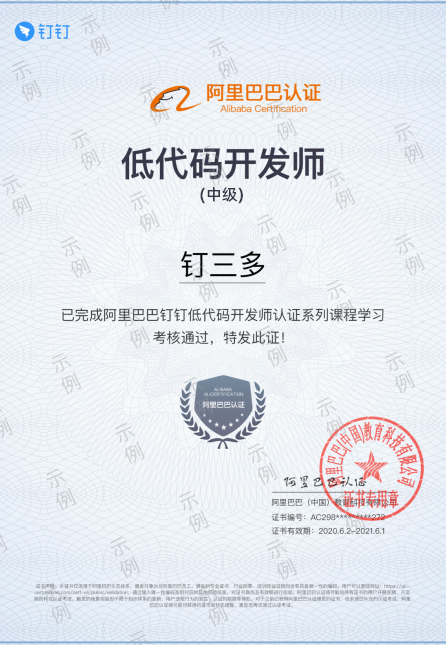 钉钉
阿里巴巴认证
Alibaba Certification
低代码开发师
(中级)
钉三多
已完成阿里巴巴钉钉低代码开发师认证系列课程学习
考核通过，特发此证！
ALIBABA
ALICERTIFICATION
阿里巴巴认证
阿里巴巴认证
阿里巴巴（中国）教育科技有限公司
证书编号：AC298*********272
证书有效期：2020.6.2-2021.6.1
阿里巴巴(中国)教育科技有限公司
证书专用章
示例